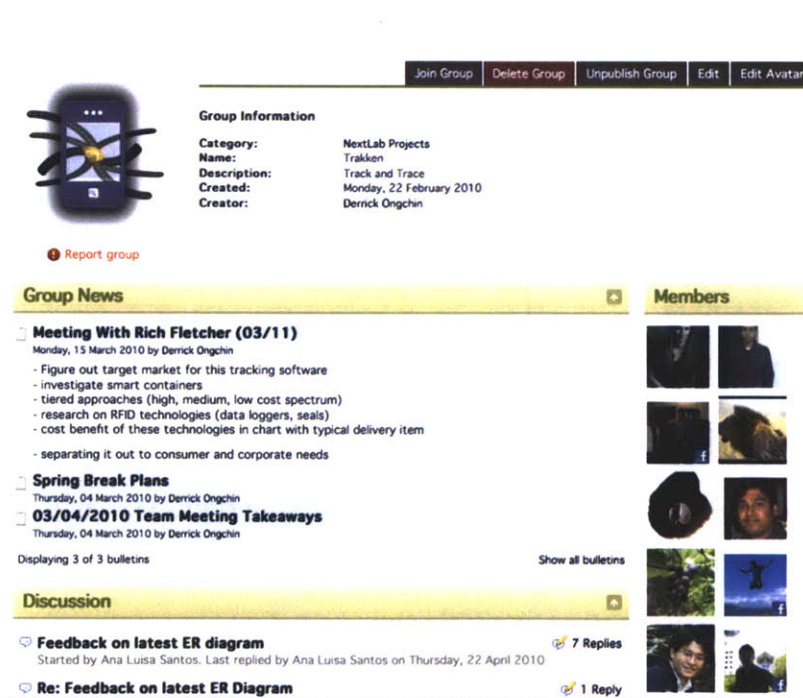 Join Group Delete Group Unpublish Group Edit Edit Avatar
Group Information
Category: NextLab Projects
Name: Trakken
Description: Track and Trace
Created: Monday, 22 February 2010
Creator: Derrick Ongchin
Report group
Group News
Meeting With Rich Fletcher (03/11)
Monday, 15 March 2010 by Derrick Ongchin
- Figure out target market for this tracking software
- investigate smart containers
- tiered approaches (high, medium, low cost spectrum)
- research on RFID technologies (data loggers, seals)
- cost benefit of these technologies in chart with typical delivery item
- separating it out to consumer and corporate needs
Spring Break Plans
Thursday, 04 March 2010 by Derrick Ongchin
03/04/2010 Team Meeting Takeaways
Thursday, 04 March 2010 by Derrick Ongchin
Displaying 3 of 3 bulletins Show all bulletins
Discussion
Feedback on latest ER diagram 7 Replies
Started by Ana Luisa Santos. Last replied by Ana Luisa Santos on Thursday, 22 April 2010
Re: Feedback on latest ER Diagram 1 Reply
Members